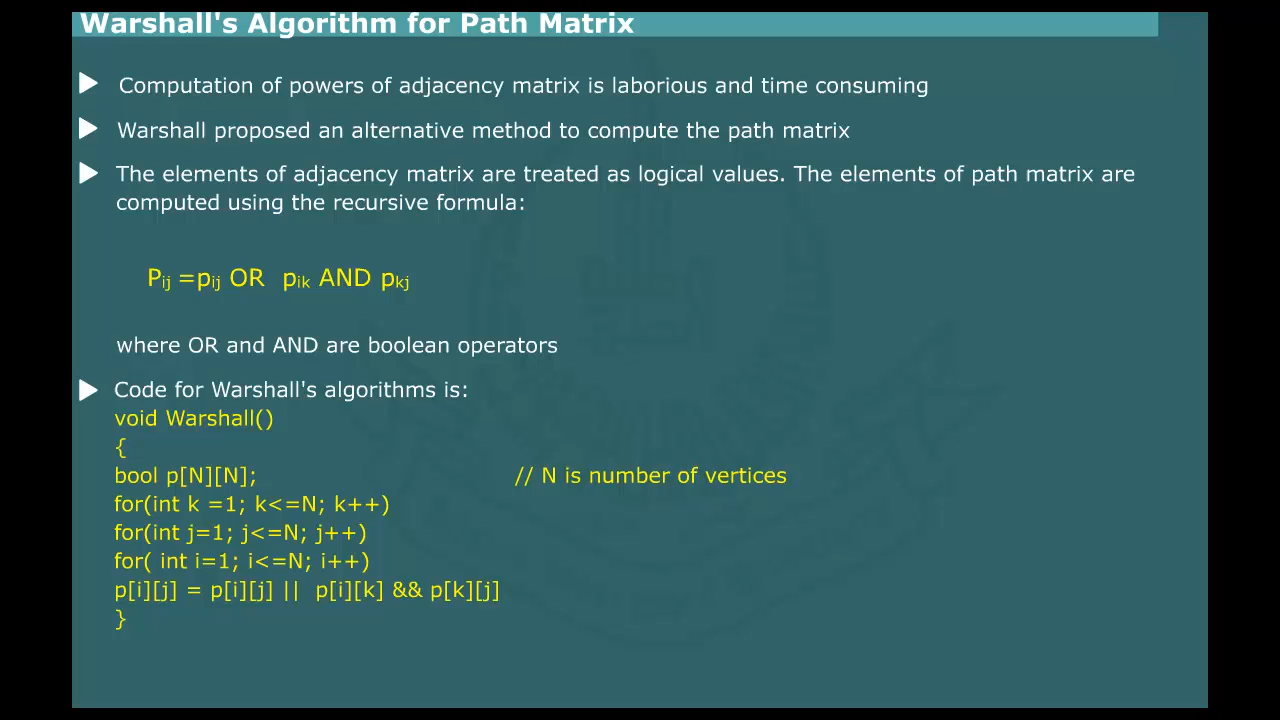 Warshall's Algorithm for Path Matrix
Computation of powers of adjacency matrix is laborious and time consuming
Warshall proposed an alternative method to compute the path matrix
The elements of adjacency matrix are treated as logical values. The elements of path matrix are
computed using the recursive formula:
Pij =pij OR  pik AND pkj
where OR and AND are boolean operators
Code for Warshall's algorithms is:
void Warshall()
{
bool p[N][N]; // N is number of vertices
for(int k =1; k<=N; k++)
for(int j=1; j<=N; j++)
for( int i=1; i<=N; i++)
p[i][j] = p[i][j] ||  p[i][k] && p[k][j]
}